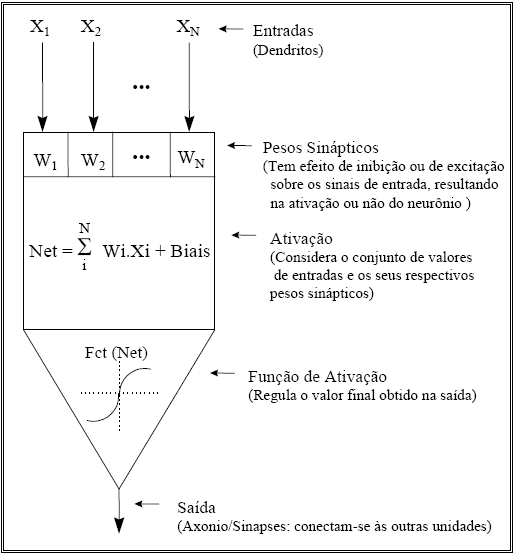 X1 X2 XN
Entradas
(Dendritos)
...
W1 W2 ... WN
Pesos Sinápticos
(Tem efeito de inibição ou de excitação
sobre os sinais de entrada, resultando
na ativação ou não do neurônio )
N
Net = Σ Wi.Xi + Biais
i
Ativação
(Considera o conjunto de valores
de entradas e os seus respectivos
pesos sinápticos)
Fct (Net)
Função de Ativação
(Regula o valor final obtido na saída)
Saída
(Axonio/Sinapses: conectam-se às outras unidades)